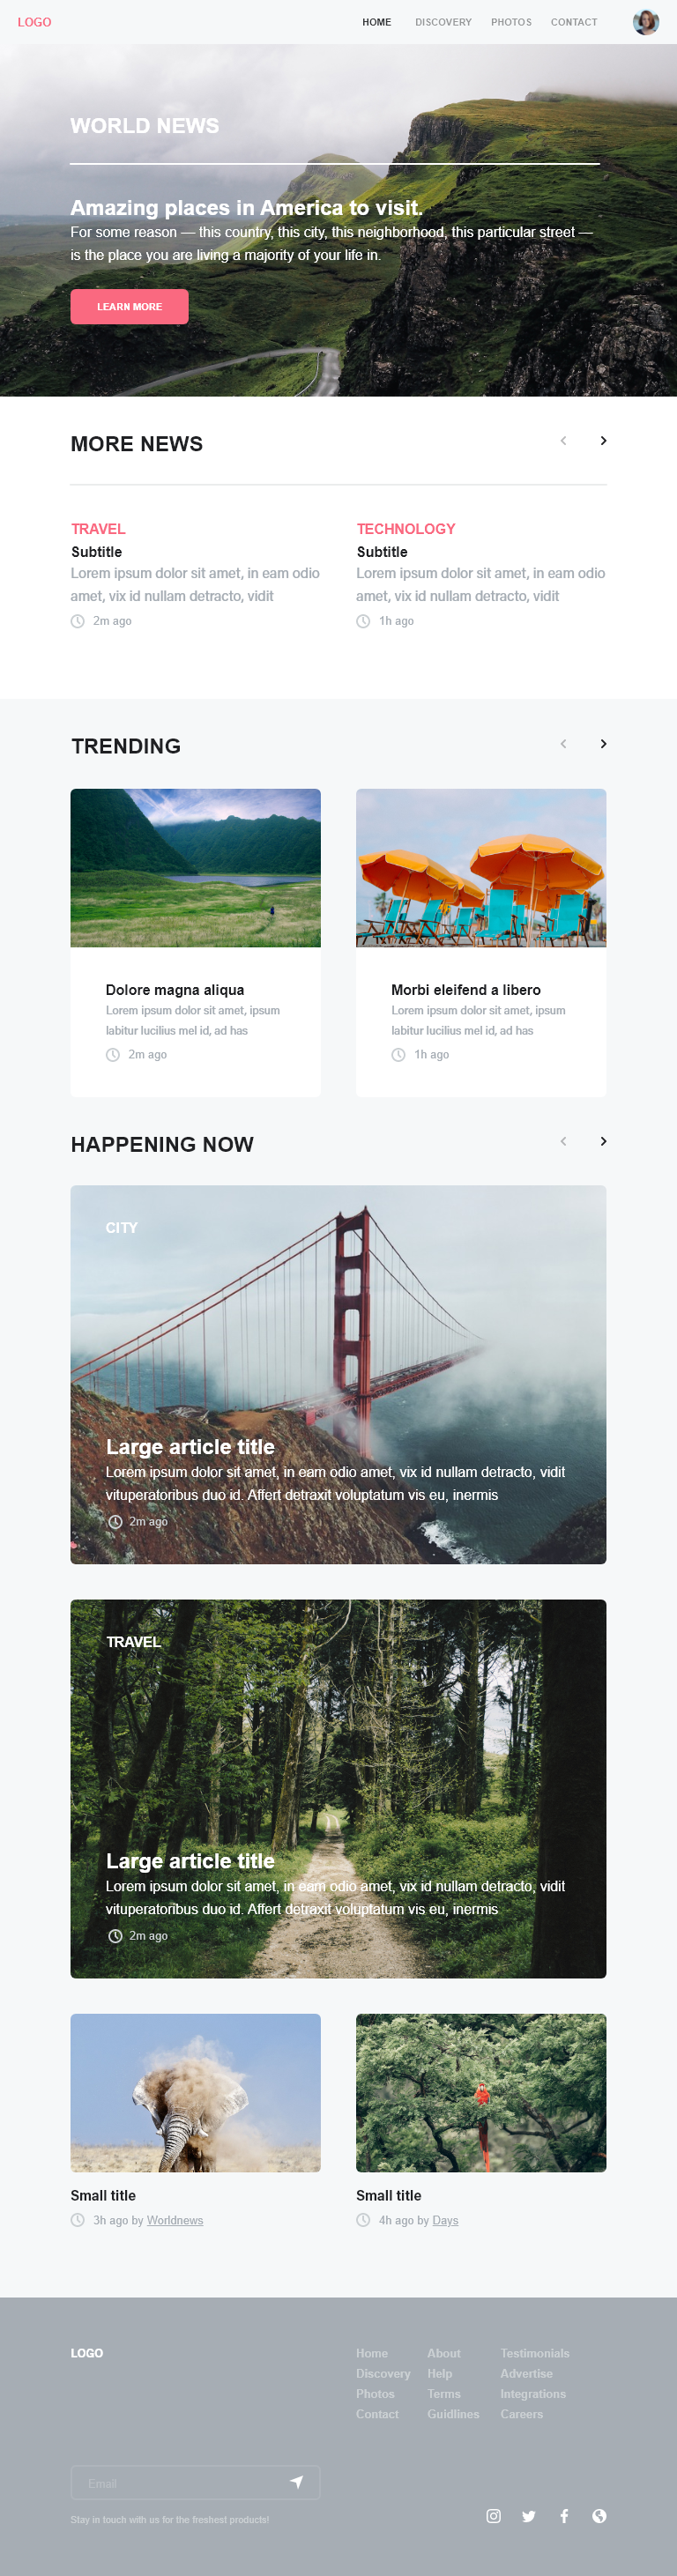 LOGO
HOME DISCOVERY PHOTOS CONTACT
WORLD NEWS
Amazing places in America to visit.
For some reason — this country, this city, this neighborhood, this particular street —
is the place you are living a majority of your life in.
LEARN MORE
MORE NEWS
TRAVEL
Subtitle
Lorem ipsum dolor sit amet, in eam odio
amet, vix id nullam detracto, vidit
2m ago
TECHNOLOGY
Subtitle
Lorem ipsum dolor sit amet, in eam odio
amet, vix id nullam detracto, vidit
1h ago
TRENDING
Dolore magna aliqua
Lorem ipsum dolor sit amet, ipsum
labitur lucilius mel id, ad has
2m ago
Morbi eleifend a libero
Lorem ipsum dolor sit amet, ipsum
labitur lucilius mel id, ad has
1h ago
HAPPENING NOW
CITY
Large article title
Lorem ipsum dolor sit amet, in eam odio amet, vix id nullam detracto, vidit
vituperatoribus duo id. Affert detraxit voluptatum vis eu, inermis
2m ago
TRAVEL
Large article title
Lorem ipsum dolor sit amet, in eam odio amet, vix id nullam detracto, vidit
vituperatoribus duo id. Affert detraxit voluptatum vis eu, inermis
2m ago
Small title
3h ago by Worldnews
Small title
4h ago by Days
LOGO
Home
Discovery
Photos
Contact
About
Help
Terms
Guidlines
Testimonials
Advertise
Integrations
Careers
Email
Stay in touch with us for the freshest products!